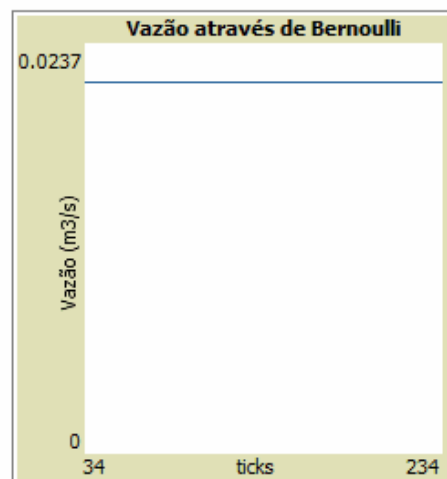 Vazão através de Bernoulli
0.0237
Vazão (m3/s)
0
34 ticks 234